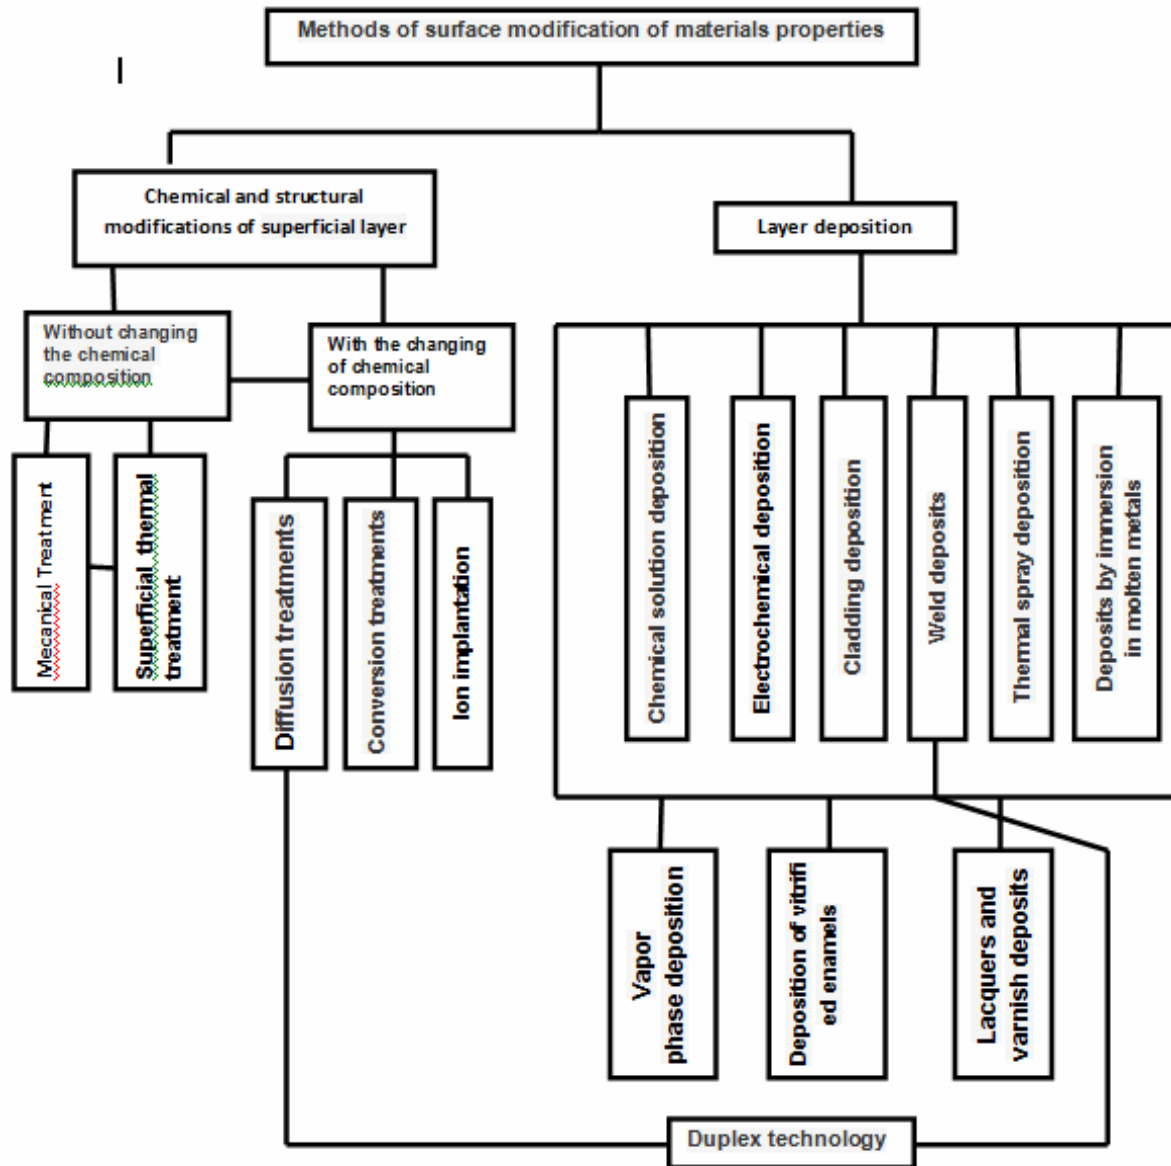 Methods of surface modification of materials properties
Chemical and structural
modifications of superficial layer
Layer deposition
Without changing
the chemical
composition
With the changing
of chemical
composition
Mecanical Treatment
Superficial themal
treatment
Diffusion treatments
Conversion treatments
Ion implantation
Chemical solution deposition
Electrochemical deposition
Cladding deposition
Weld deposits
Thermal spray deposition
Deposits by immersion
in molten metals
Vapor
phase deposition
Deposition of vitrifi
ed enamels
Lacquers and
varnish deposits
Duplex technology